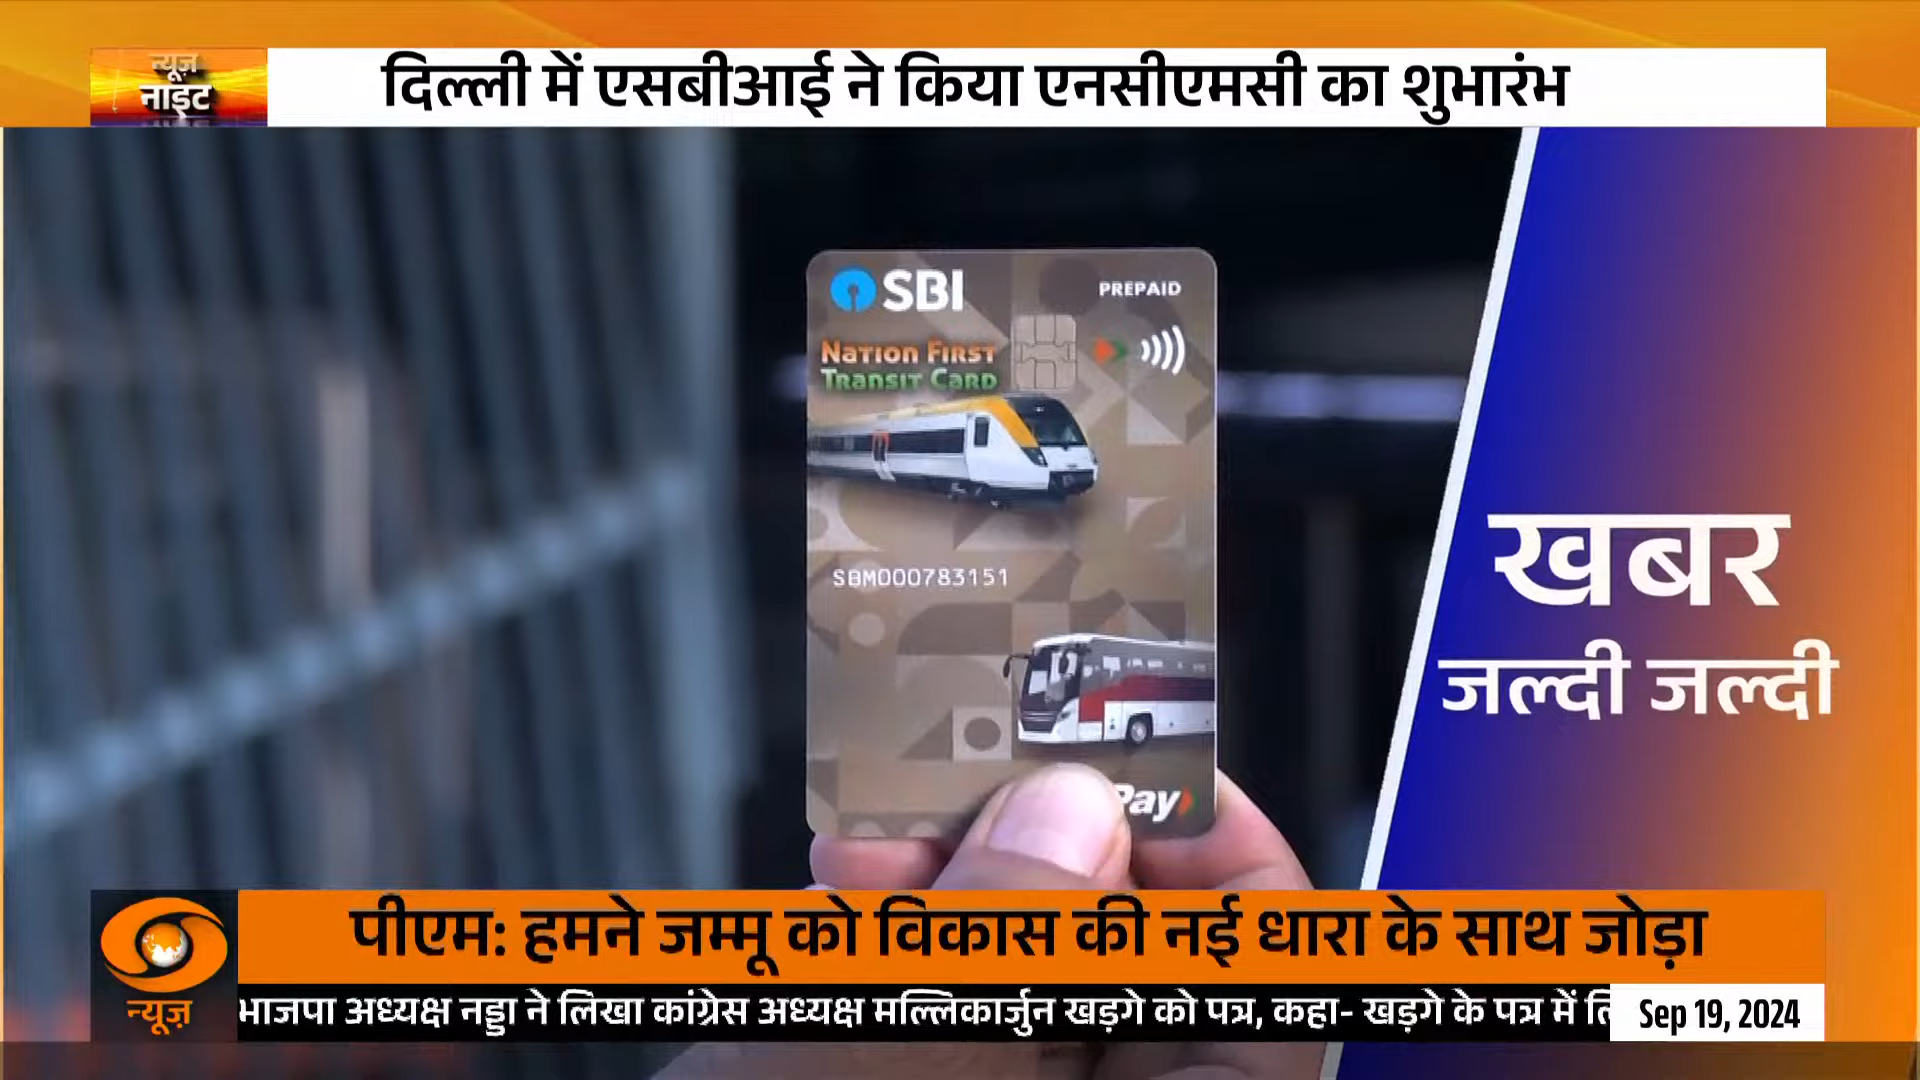 न्यूज़
नाइट
दिल्ली में एसबीआई ने किया एनसीएमसी का शुभारंभ
SBI
PREPAID
NATION FIRST
TRANSIT CARD
SBM000783151
Pay
खबर
जल्दी जल्दी
पीएम: हमने जम्मू को विकास की नई धारा के साथ जोड़ा
न्यूज़
भाजपा अध्यक्ष नड्डा ने लिखा कांग्रेस अध्यक्ष मल्लिकार्जुन खड़गे को पत्र, कहा- खड़गे के पत्र में
Sep 19, 2024